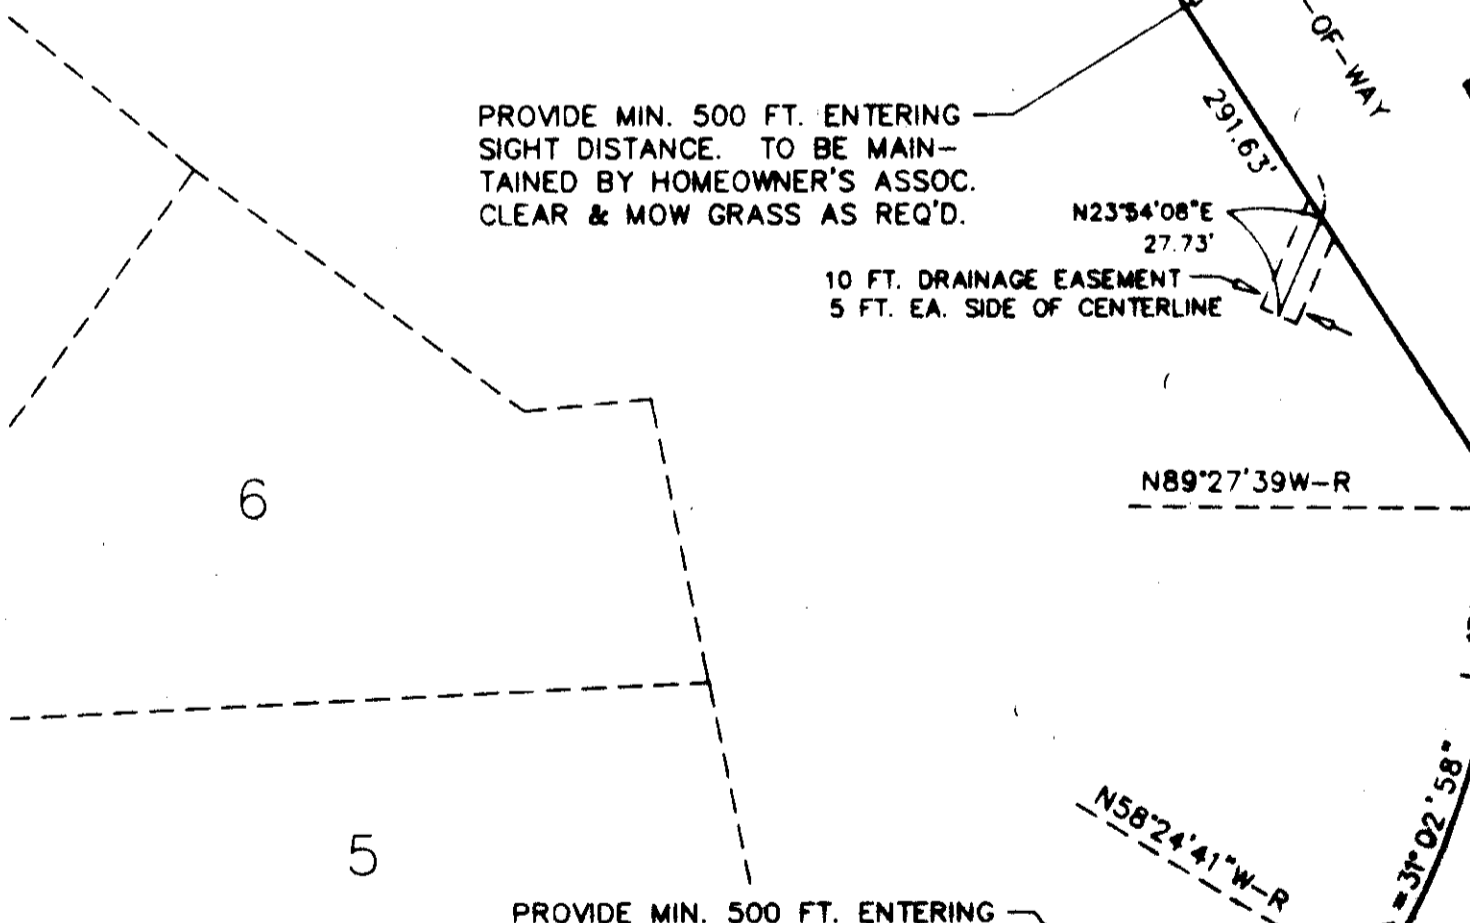 -OF-WAY
PROVIDE MIN. 500 FT. ENTERING
SIGHT DISTANCE. TO BE MAIN-
TAINED BY HOMEOWNER'S ASSOC.
CLEAR & MOW GRASS AS REQ'D.
291.63'
N23°54'08"E
27.73'
10 FT. DRAINAGE EASEMENT
5 FT. EA. SIDE OF CENTERLINE
N89°27'39W-R
6
5
N58°24'41"W-R
=31°02'58"
PROVIDE MIN. 500 FT. ENTERING